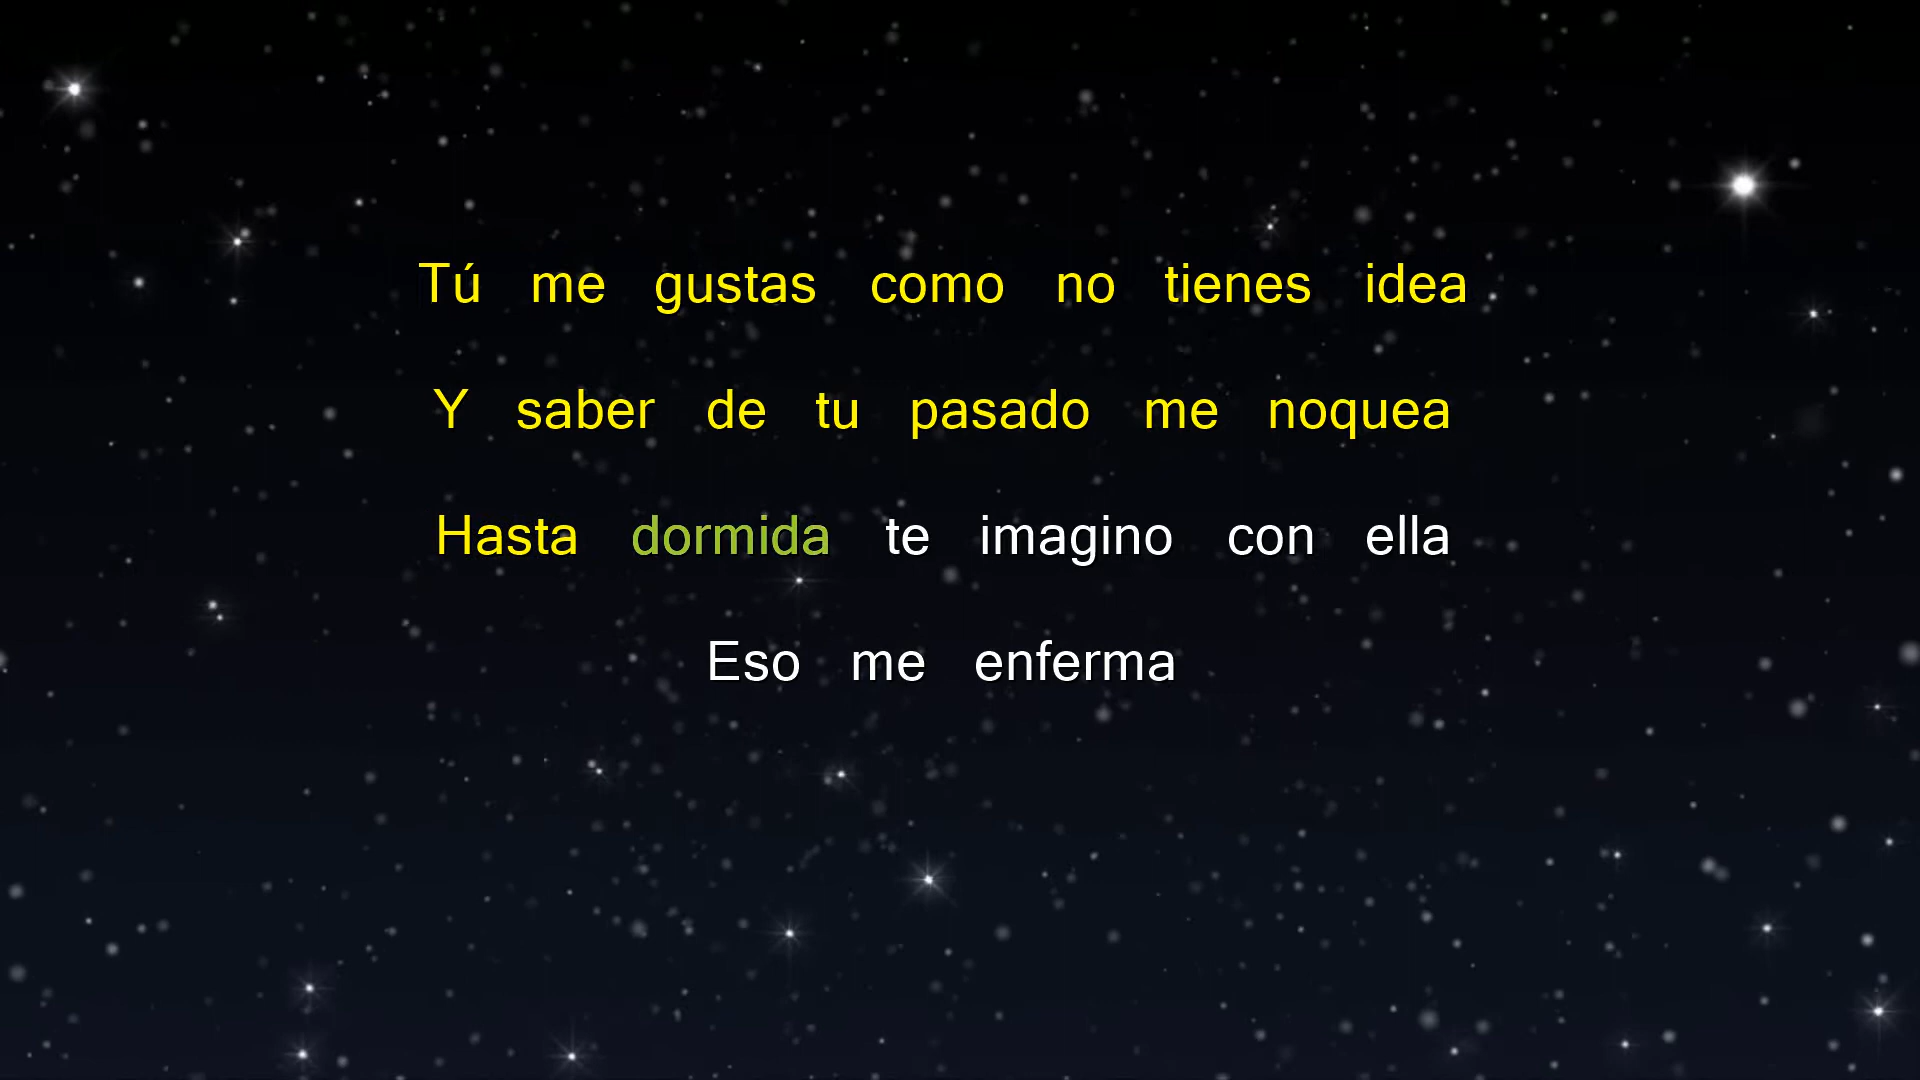 Tú me gustas como no tienes idea
Y saber de tu pasado me noquea
Hasta dormida te imagino con ella
Eso me enferma